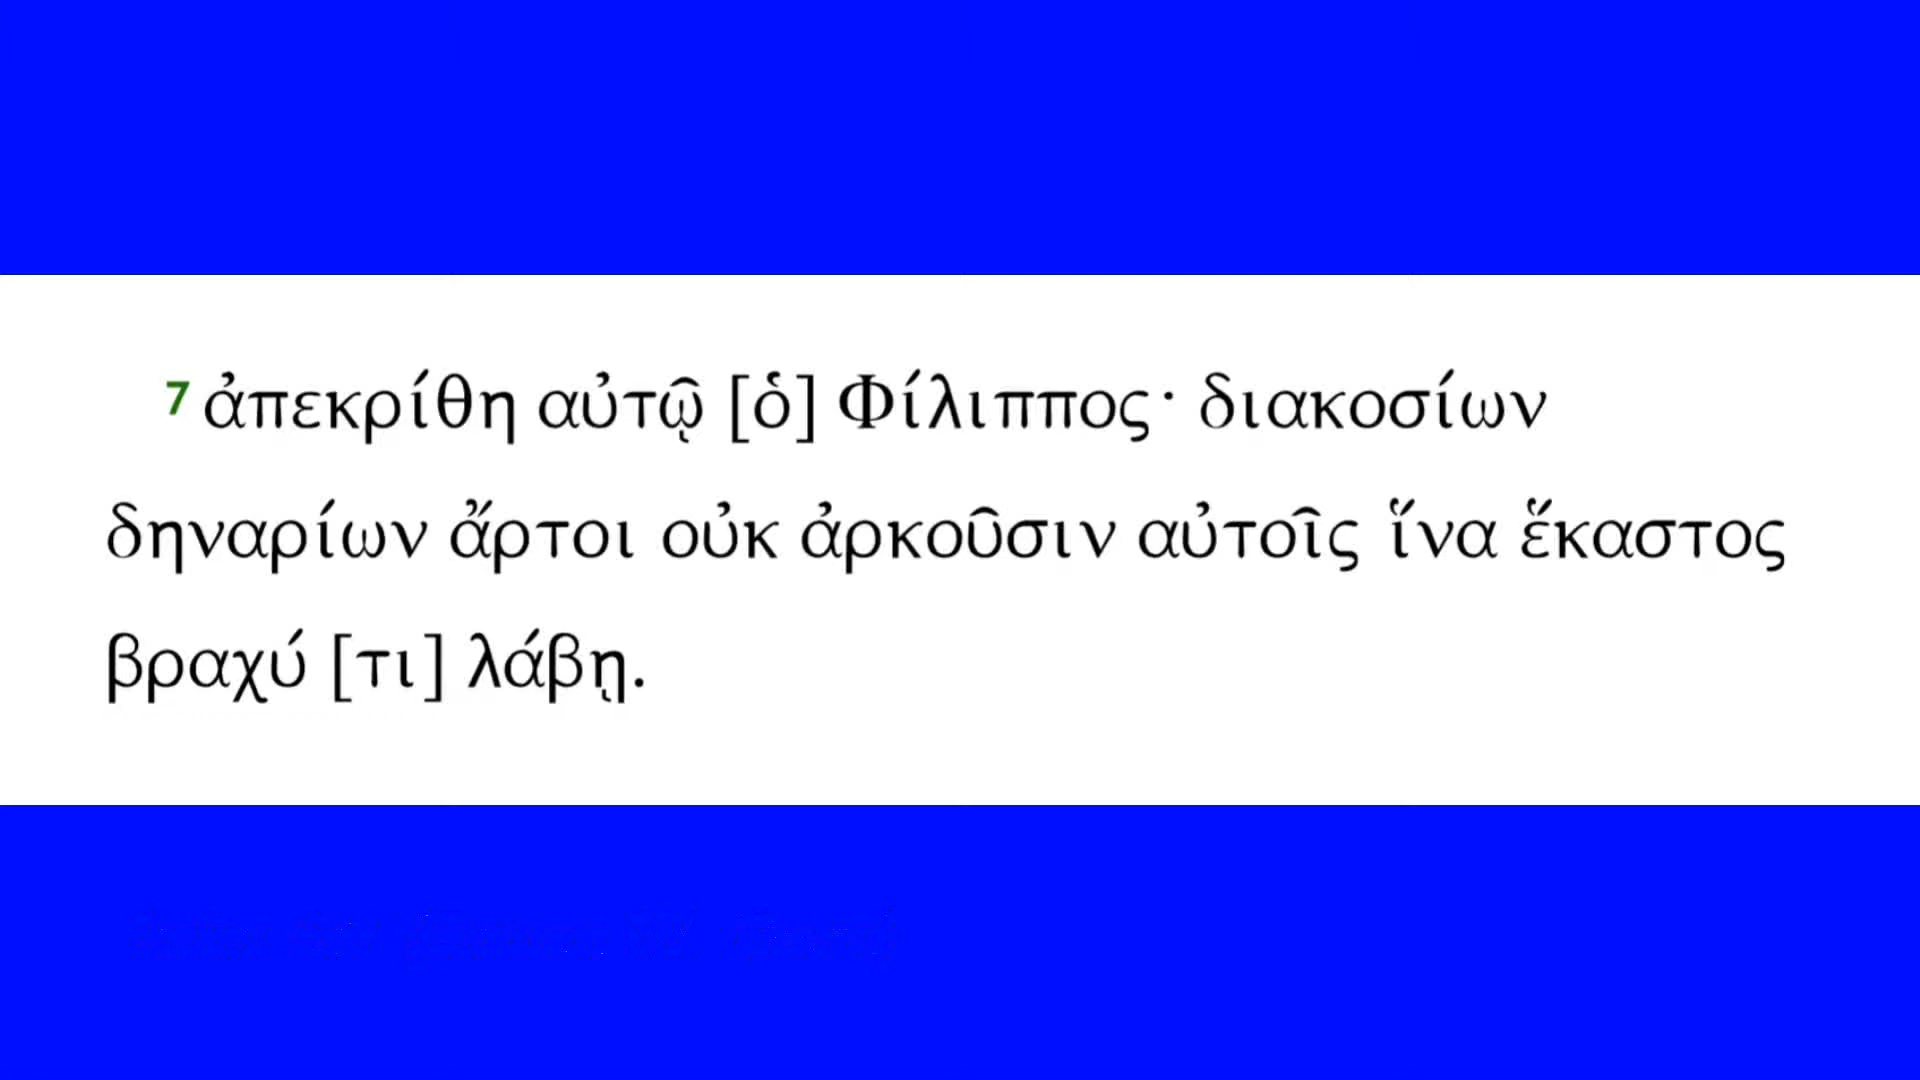 7 ἀπεκρίθη αὐτῷ [ὁ] Φίλιππος· διακοσίων
δηναρίων ἄρτοι οὐκ ἀρκοῦσιν αὐτοῖς ἵνα ἕκαστος
βραχύ [τι] λάβῃ.